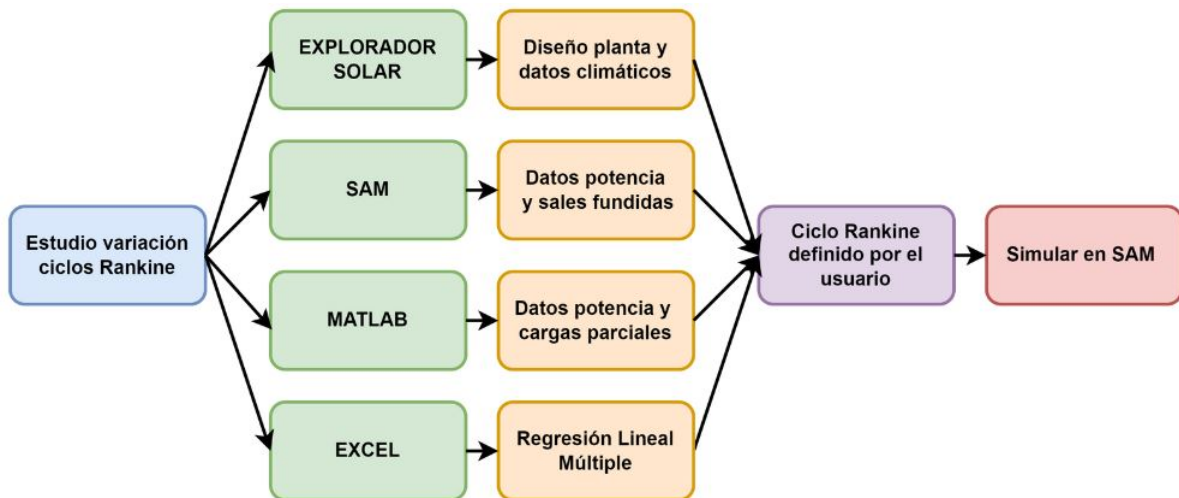 EXPLORADOR
SOLAR
Diseño planta y
datos climáticos
SAM
Datos potencia
y sales fundidas
Estudio variación
ciclos Rankine
Ciclo Rankine
definido por el
usuario
Simular en SAM
MATLAB
Datos potencia y
cargas parciales
EXCEL
Regresión Lineal
Múltiple